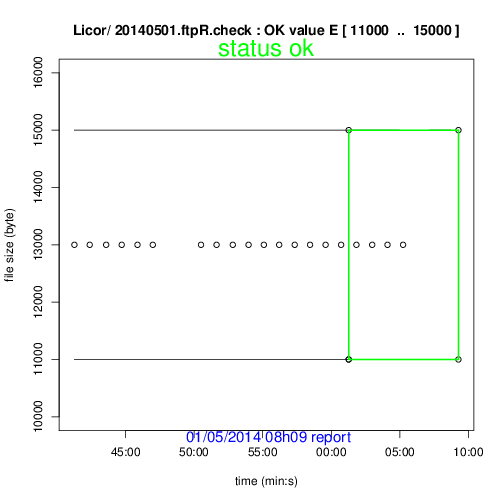 Licor/ 20140501.ftpR.check : OK value E [ 11000  ..  15000 ]
status ok
16000
15000
14000
13000
12000
11000
10000
file size (byte)
01/05/2014 08h09 report
45:00 50:00 55:00 00:00 05:00 10:00
time (min:s)